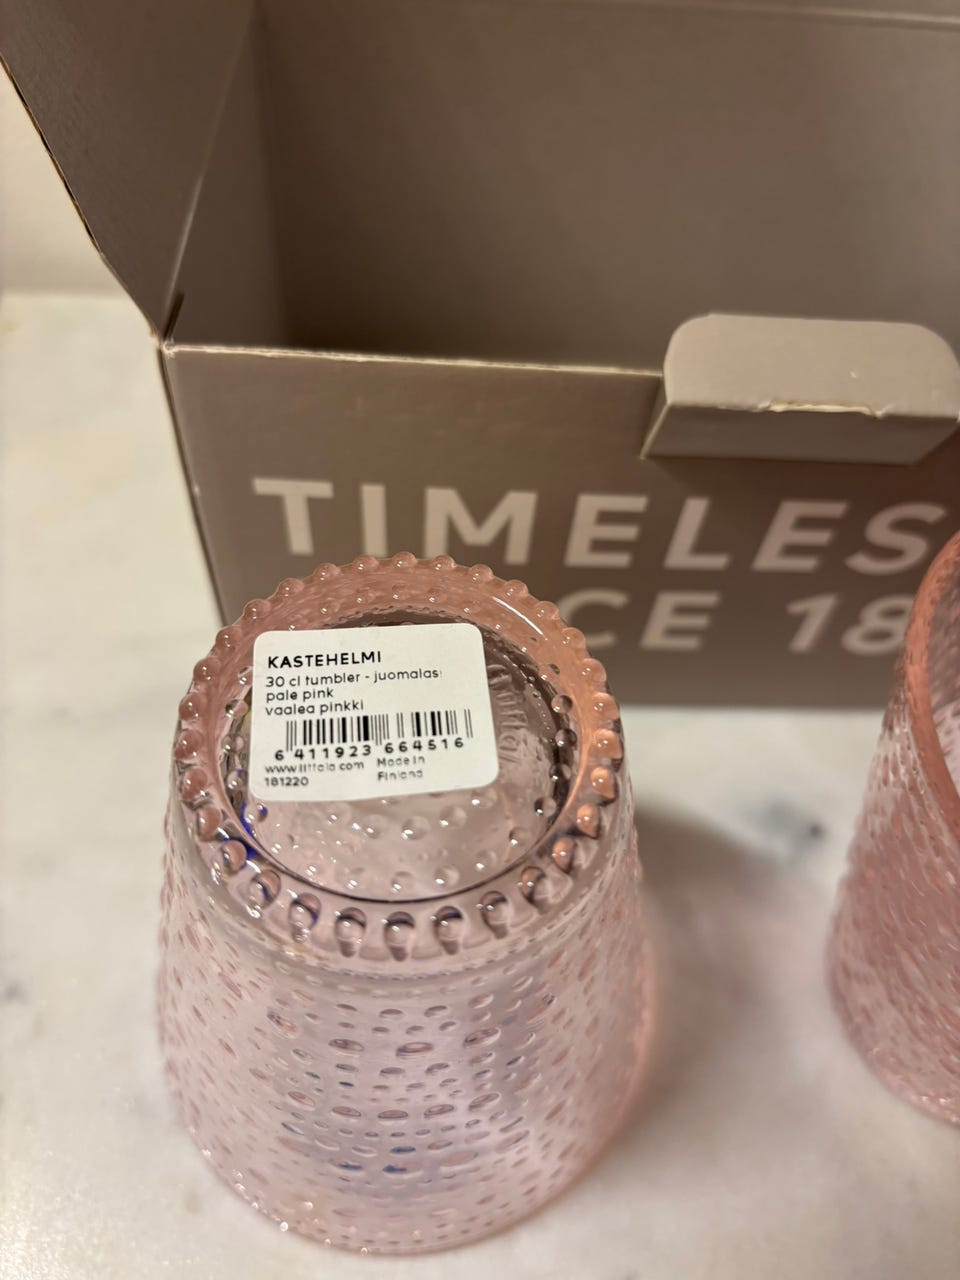 TIMELES
CE 18
KASTEHELMI
30 cl tumbler - juomalas
pale pink
vaalea pinkki
6 411923 664516
www.iittala.com Made in
181220 Finland